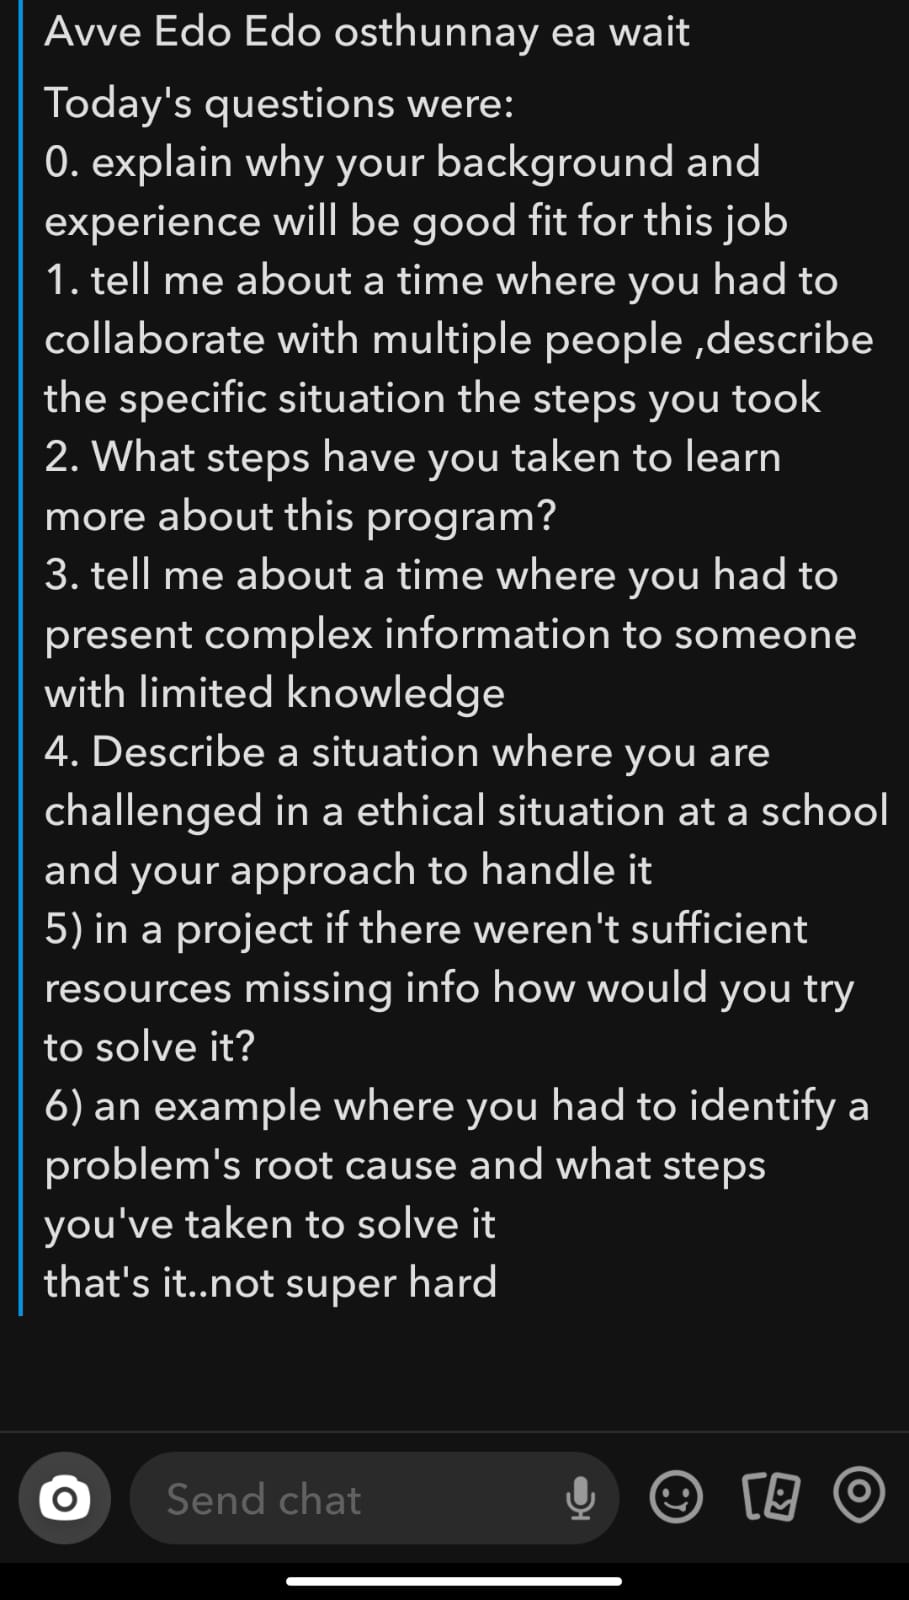 Avve Edo Edo osthunnay ea wait
Today's questions were:
0. explain why your background and
experience will be good fit for this job
1. tell me about a time where you had to
collaborate with multiple people ,describe
the specific situation the steps you took
2. What steps have you taken to learn
more about this program?
3. tell me about a time where you had to
present complex information to someone
with limited knowledge
4. Describe a situation where you are
challenged in a ethical situation at a school
and your approach to handle it
5) in a project if there weren't sufficient
resources missing info how would you try
to solve it?
6) an example where you had to identify a
problem's root cause and what steps
you've taken to solve it
that's it..not super hard
Send chat